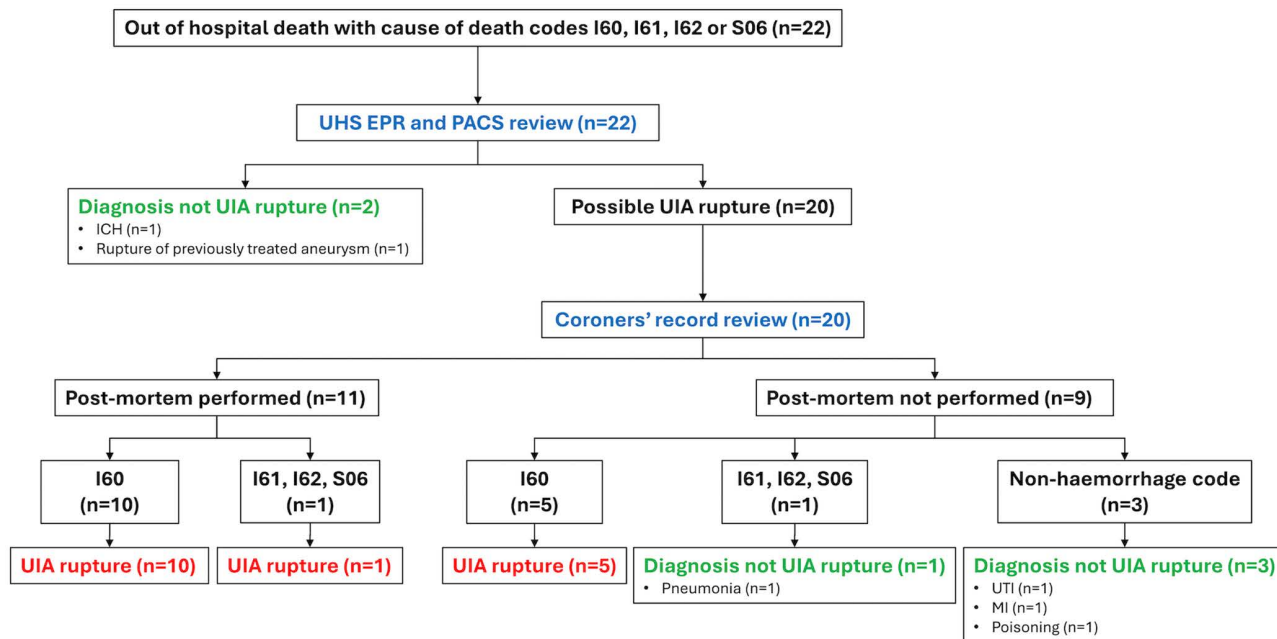 Out of hospital death with cause of death codes I60, I61, I62 or S06 (n=22)
UHS EPR and PACS review (n=22)
Diagnosis not UIA rupture (n=2)
• ICH (n=1)
• Rupture of previously treated aneurysm (n=1)
Possible UIA rupture (n=20)
Coroners’ record review (n=20)
Post-mortem performed (n=11)
Post-mortem not performed (n=9)
I60
(n=10)
I61, I62, S06
(n=1)
I60
(n=5)
I61, I62, S06
(n=1)
Non-haemorrhage code
(n=3)
UIA rupture (n=10)
UIA rupture (n=1)
UIA rupture (n=5)
Diagnosis not UIA rupture (n=1)
• Pneumonia (n=1)
Diagnosis not UIA rupture (n=3)
• UTI (n=1)
• MI (n=1)
• Poisoning (n=1)